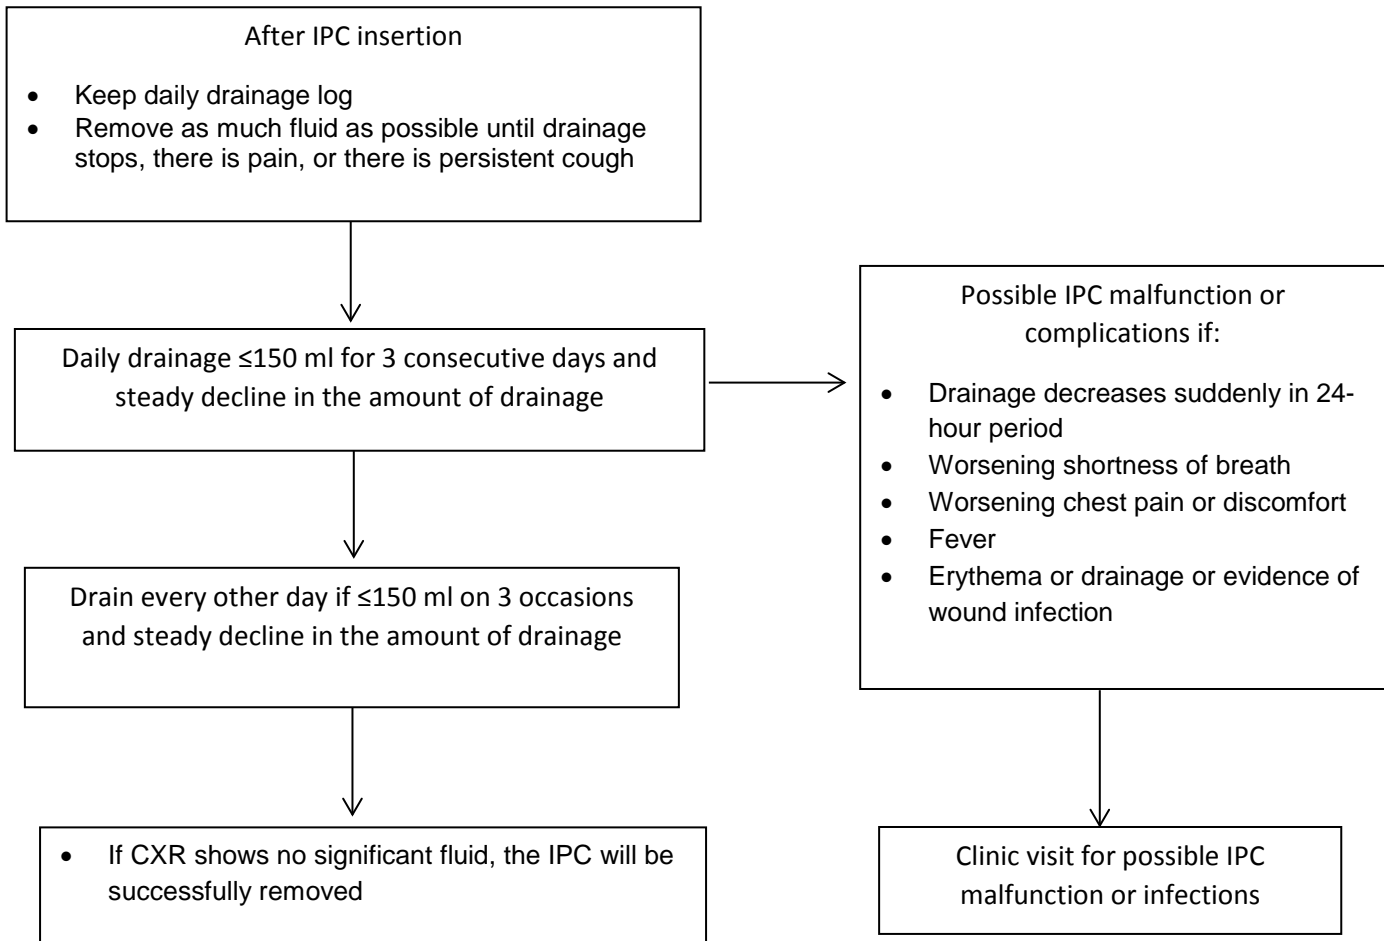 After IPC insertion
• Keep daily drainage log
• Remove as much fluid as possible until drainage
stops, there is pain, or there is persistent cough
Daily drainage ≤150 ml for 3 consecutive days and
steady decline in the amount of drainage
Drain every other day if ≤150 ml on 3 occasions
and steady decline in the amount of drainage
• If CXR shows no significant fluid, the IPC will be
successfully removed
Possible IPC malfunction or
complications if:
• Drainage decreases suddenly in 24-
hour period
• Worsening shortness of breath
• Worsening chest pain or discomfort
• Fever
• Erythema or drainage or evidence of
wound infection
Clinic visit for possible IPC
malfunction or infections